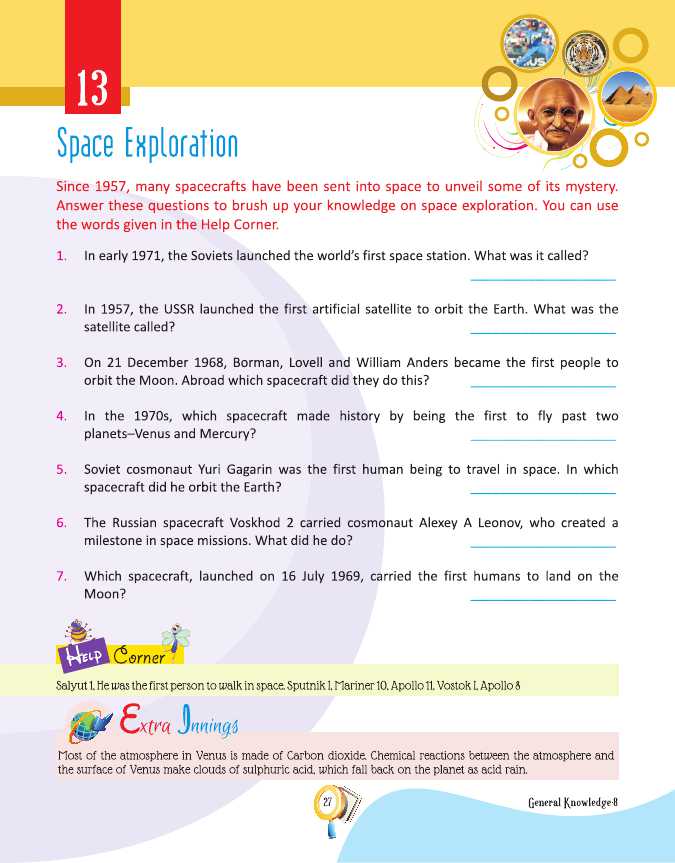 13
Space Exploration
Since 1957, many spacecrafts have been sent into space to unveil some of its mystery.
Answer these questions to brush up your knowledge on space exploration. You can use
the words given in the Help Corner.
1. In early 1971, the Soviets launched the world's first space station. What was it called?
2. In 1957, the USSR launched the first artificial satellite to orbit the Earth. What was the
satellite called?
3. On 21 December 1968, Borman, Lovell and William Anders became the first people to
orbit the Moon. Abroad which spacecraft did they do this?
4. In the 1970s, which spacecraft made history by being the first to fly past two
planets–Venus and Mercury?
5. Soviet cosmonaut Yuri Gagarin was the first human being to travel in space. In which
spacecraft did he orbit the Earth?
6. The Russian spacecraft Voskhod 2 carried cosmonaut Alexey A Leonov, who created a
milestone in space missions. What did he do?
7. Which spacecraft, launched on 16 July 1969, carried the first humans to land on the
Moon?
Help Corner
Salyut 1, He was the first person to walk in space, Sputnik I, Mariner 10, Apollo 11, Vostok I, Apollo 8
Extra Innings
Most of the atmosphere in Venus is made of Carbon dioxide. Chemical reactions between the atmosphere and
the surface of Venus make clouds of sulphuric acid, which fall back on the planet as acid rain.
27
General Knowledge-8